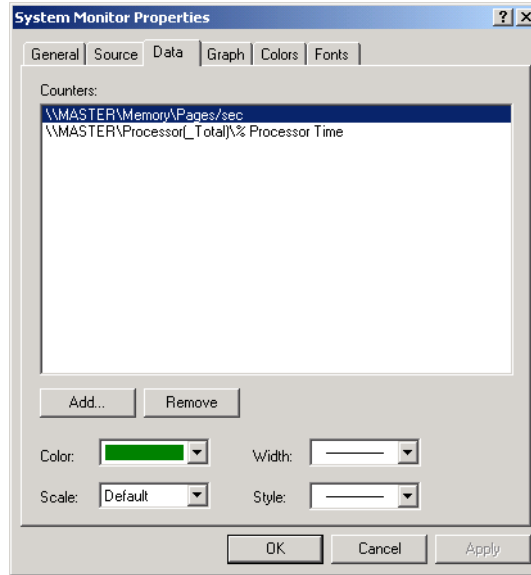 System Monitor Properties
General Source Data Graph Colors Fonts
Counters:
\\MASTER\Memory\Pages/sec
\\MASTER\Processor(_Total)\% Processor Time
Add... Remove
Color: Width:
Scale: Default Style:
OK Cancel Apply